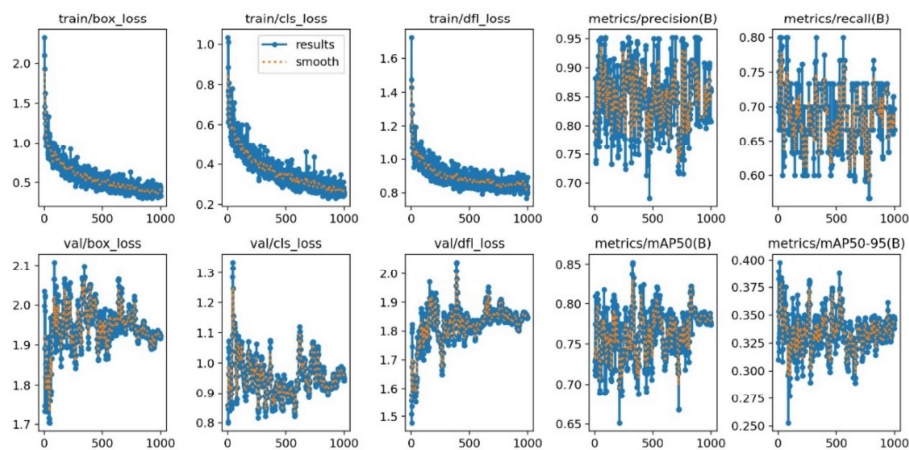 train/box_loss
train/cls_loss
train/dfl_loss
metrics/precision(B)
metrics/recall(B)
2.0
1.5
1.0
0.5
0 500 1000
1.0
0.8
0.6
0.4
0.2
results
smooth
0 500 1000
1.6
1.4
1.2
1.0
0.8
0 500 1000
0.95
0.90
0.85
0.80
0.75
0.70
0 500 1000
0.80
0.75
0.70
0.65
0.60
0 500 1000
val/box_loss
val/cls_loss
val/dfl_loss
metrics/mAP50(B)
metrics/mAP50-95(B)
2.1
2.0
1.9
1.8
1.7
0 500 1000
1.3
1.2
1.1
1.0
0.9
0.8
0 500 1000
2.0
1.9
1.8
1.7
1.6
1.5
0 500 1000
0.85
0.80
0.75
0.70
0.65
0 500 1000
0.400
0.375
0.350
0.325
0.300
0.275
0.250
0 500 1000